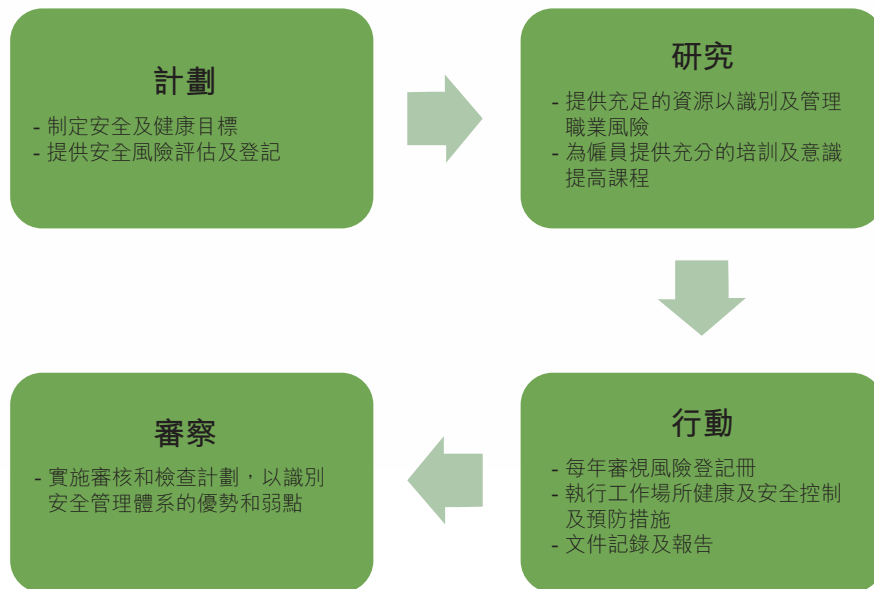 計劃
- 制定安全及健康目標
- 提供安全風險評估及登記
研究
- 提供充足的資源以識別及管理
職業風險
- 為僱員提供充分的培訓及意識
提高課程
行動
- 每年審視風險登記冊
- 執行工作場所健康及安全控制
及預防措施
- 文件記錄及報告
審察
- 實施審核和檢查計劃，以識別
安全管理體系的優勢和弱點